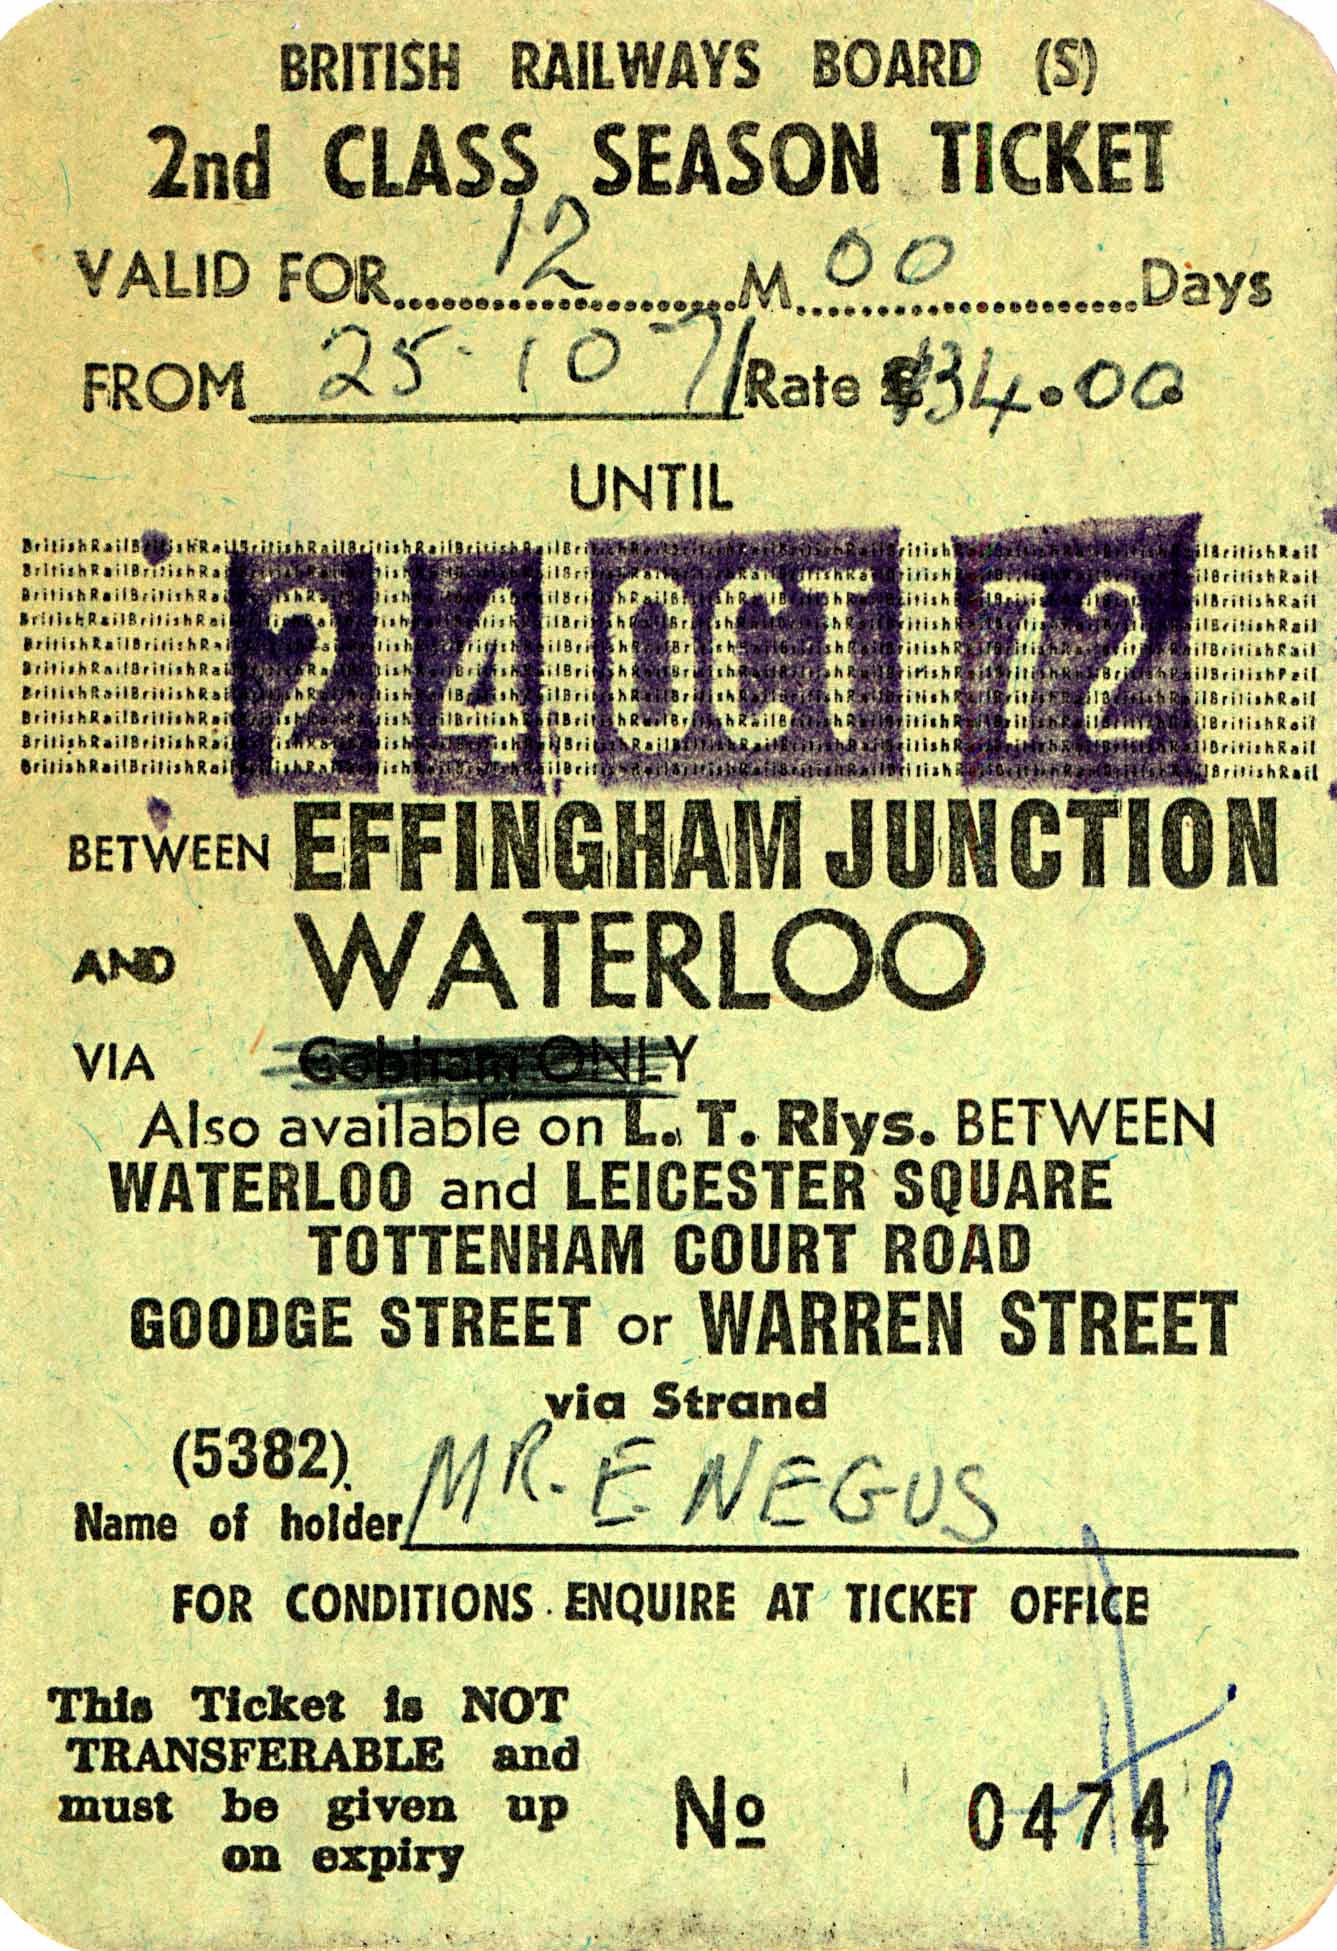 BRITISH RAILWAYS BOARD (S)
2nd CLASS SEASON TICKET
VALID FOR 12 M 00 Days
FROM 25·10 71 Rate £34.00
UNTIL
BritishRailBritishRailBritishRailBritishRailBritishRailBritishRailBritishRailBritishRailBritishRail
24 OC 72
BETWEEN EFFINGHAM JUNCTION
AND WATERLOO
VIA Cobham ONLY
Also available on L. T. Rlys. BETWEEN
WATERLOO and LEICESTER SQUARE
TOTTENHAM COURT ROAD
GOODGE STREET or WARREN STREET
via Strand
(5382)
Name of holder MR. E NEGUS
FOR CONDITIONS ENQUIRE AT TICKET OFFICE
This Ticket is NOT
TRANSFERABLE and
must be given up
on expiry
No 0474